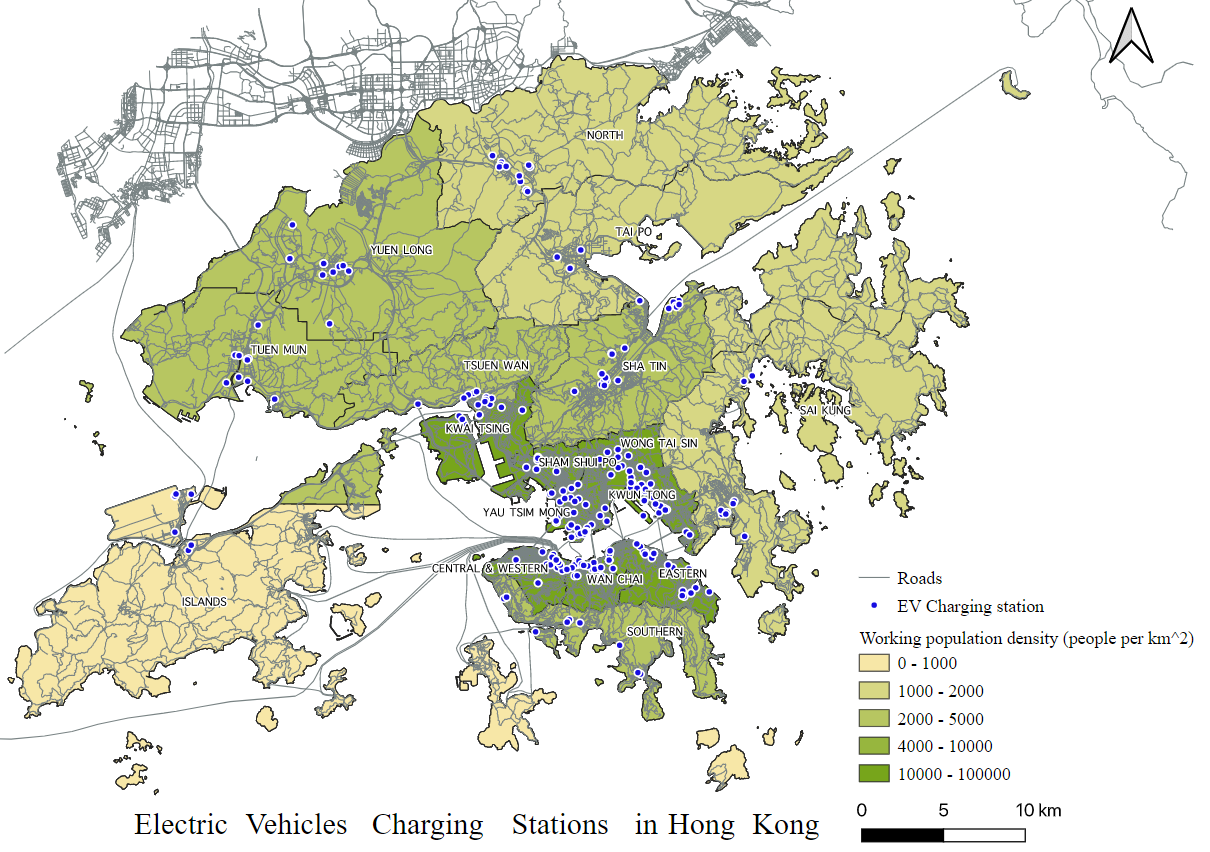 NORTH
TAI PO
YUEN LONG
TUEN MUN
TSUEN WAN
SHA TIN
SAI KUNG
KWAI TSING
WONG TAI SIN
SHAM SHUI PO
KWUN TONG
YAU TSIM MONG
CENTRAL & WESTERN
WAN CHAI
EASTERN
ISLANDS
SOUTHERN
Roads
EV Charging station
Working population density (people per km^2)
0 - 1000
1000 - 2000
2000 - 5000
4000 - 10000
10000 - 100000
0 5 10 km
Electric Vehicles Charging Stations in Hong Kong